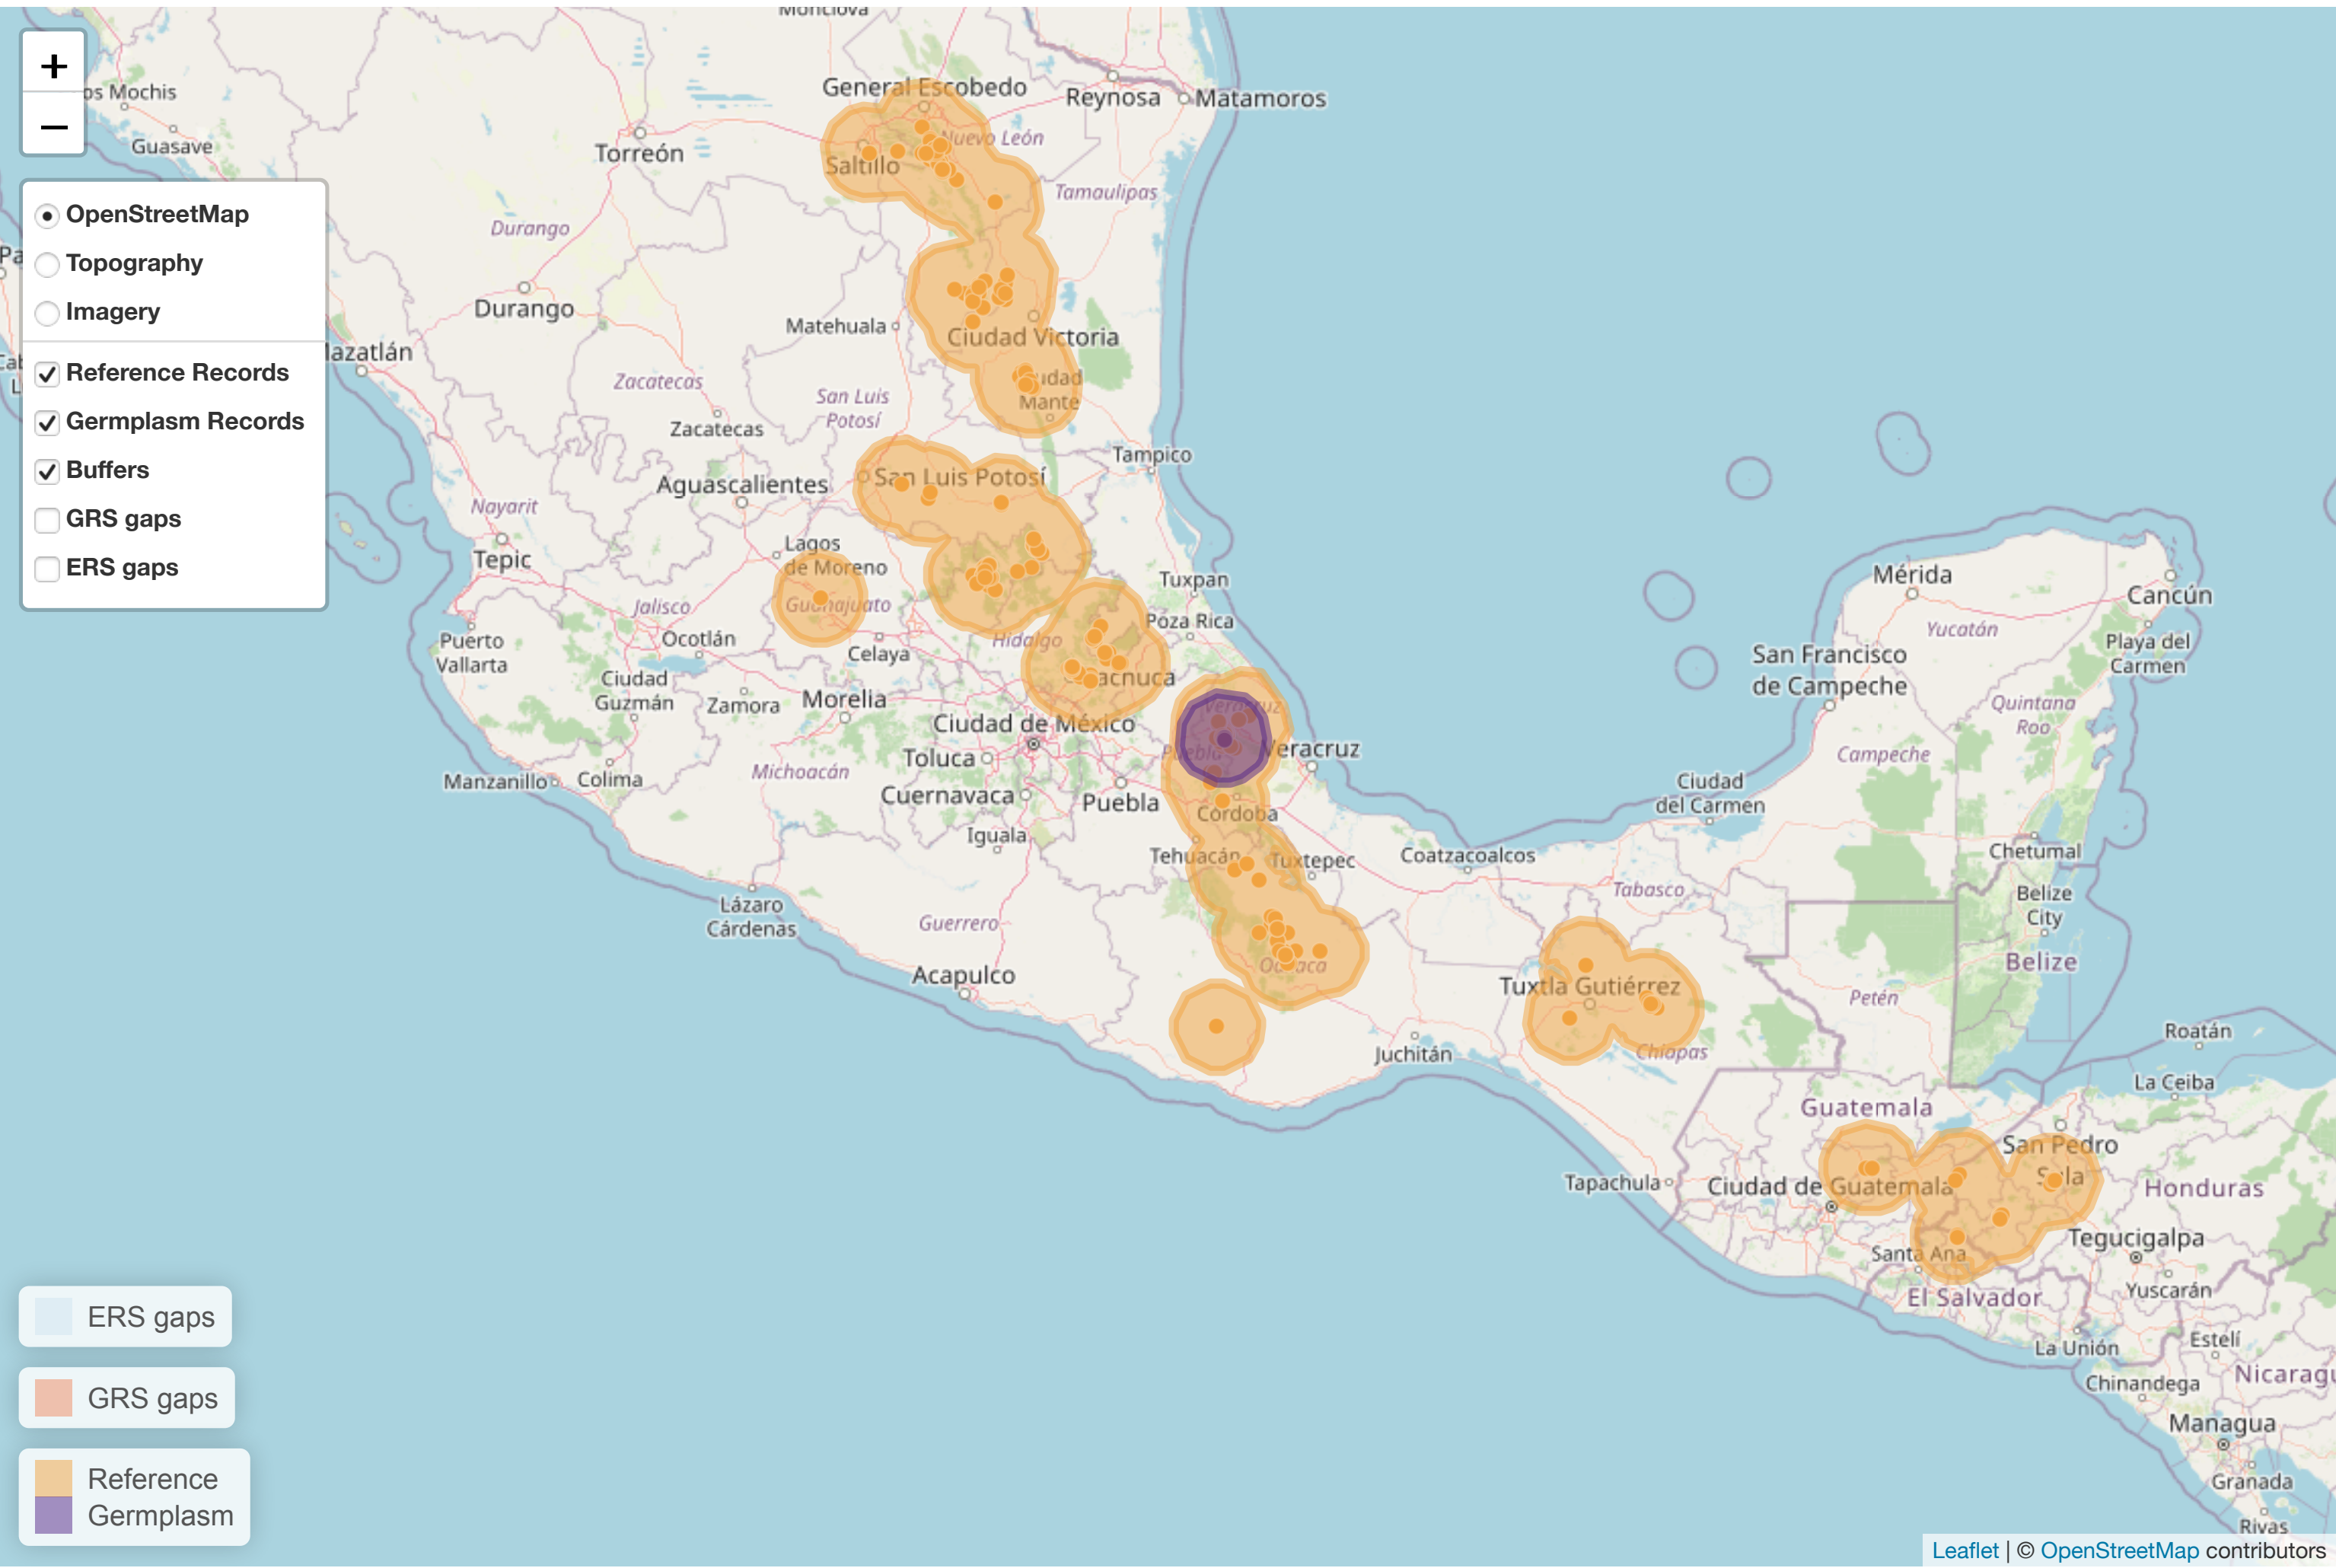 Monclova
+
−
OpenStreetMap
Topography
Imagery
Reference Records
Germplasm Records
Buffers
GRS gaps
ERS gaps
os Mochis
Guasave
General Escobedo
Reynosa
Matamoros
Torreón
Saltillo
Nuevo León
Tamaulipas
Durango
Durango
Matehuala
Ciudad Victoria
lazatlán
Zacatecas
San Luis
Potosí
Zacatecas
Mante
San Luis Potosí
Tampico
Aguascalientes
Nayarit
Tepic
Lagos
de Moreno
Guanajuato
Tuxpan
Jalisco
Ocotlán
Celaya
Hidalgo
Poza Rica
Puerto
Vallarta
Ciudad
Guzmán
Zamora
Morelia
Ciudad de México
Toluca
Veracruz
Puebla
Veracruz
Manzanillo
Colima
Michoacán
Cuernavaca
Puebla
Córdoba
Iguala
Tehuacán
Tuxtepec
Coatzacoalcos
Lázaro
Cárdenas
Guerrero
Acapulco
Oaxaca
Juchitán
Mérida
Cancún
Yucatán
Playa del
Carmen
San Francisco
de Campeche
Quintana
Roo
Campeche
Ciudad
del Carmen
Chetumal
Tabasco
Belize
City
Belize
Tuxtla Gutiérrez
Petén
Chiapas
Roatán
La Ceiba
Guatemala
San Pedro
Sula
Tapachula
Ciudad de Guatemala
Honduras
Tegucigalpa
Santa Ana
Yuscarán
El Salvador
La Unión
Estelí
Nicaragu
Chinandega
Managua
Granada
Rivas
ERS gaps
GRS gaps
Reference
Germplasm
Leaflet | © OpenStreetMap contributors